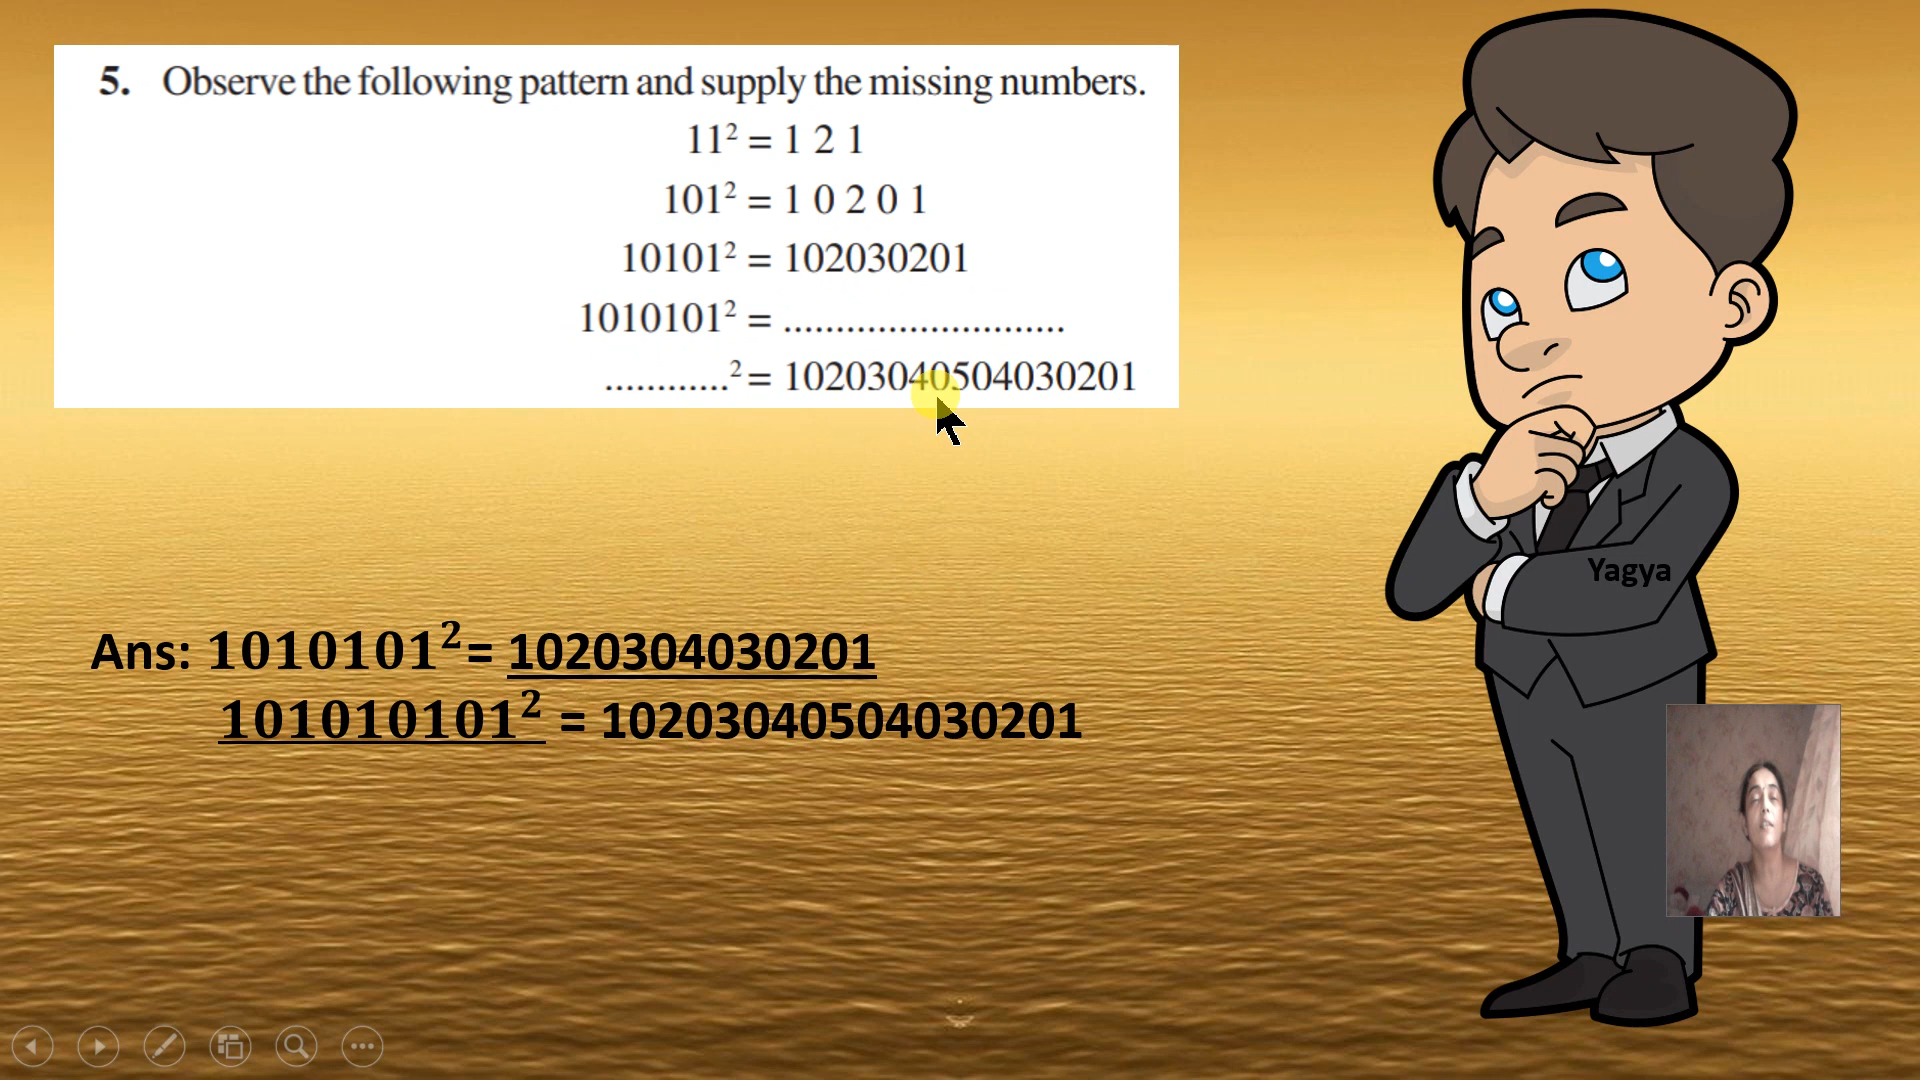 5. Observe the following pattern and supply the missing numbers.
11² = 1 2 1
101² = 1 0 2 0 1
10101² = 102030201
1010101² = ...........................
............² = 10203040504030201
Yagya
Ans: 1010101²= 1020304030201
101010101² = 10203040504030201